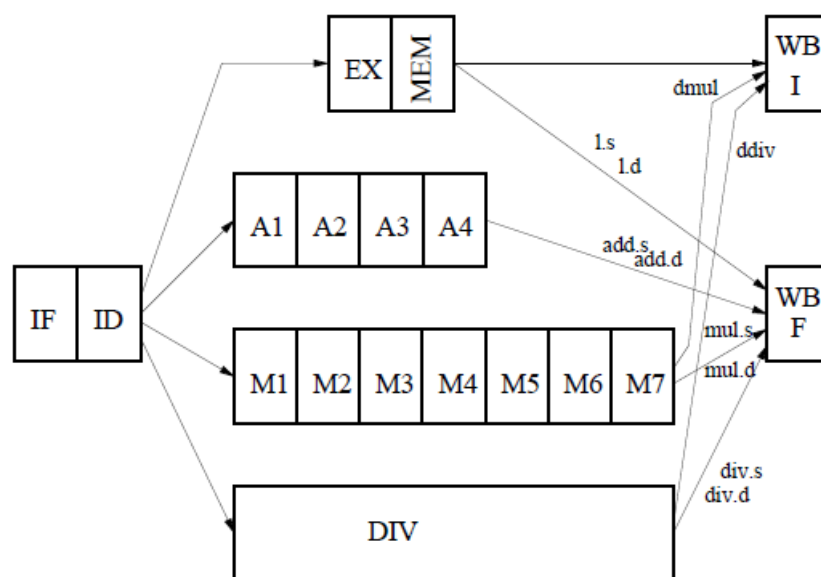 EX MEM
WB
I
dmul
l.s
l.d
ddiv
A1 A2 A3 A4
add.s
add.d
IF ID
WB
F
M1 M2 M3 M4 M5 M6 M7
mul.s
mul.d
DIV
div.s
div.d